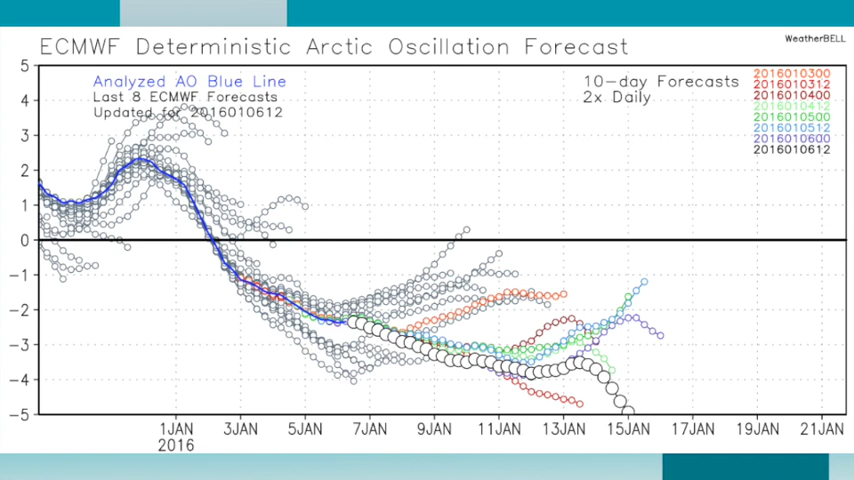 WeatherBELL
ECMWF Deterministic Arctic Oscillation Forecast
Analyzed AO Blue Line
Last 8 ECMWF Forecasts
Updated for 2016010612
10-day Forecasts
2x Daily
2016010300
2016010312
2016010400
2016010412
2016010500
2016010512
2016010600
2016010612
5
4
3
2
1
0
-1
-2
-3
-4
-5
1JAN 3JAN 5JAN 7JAN 9JAN 11JAN 13JAN 15JAN 17JAN 19JAN 21JAN
2016